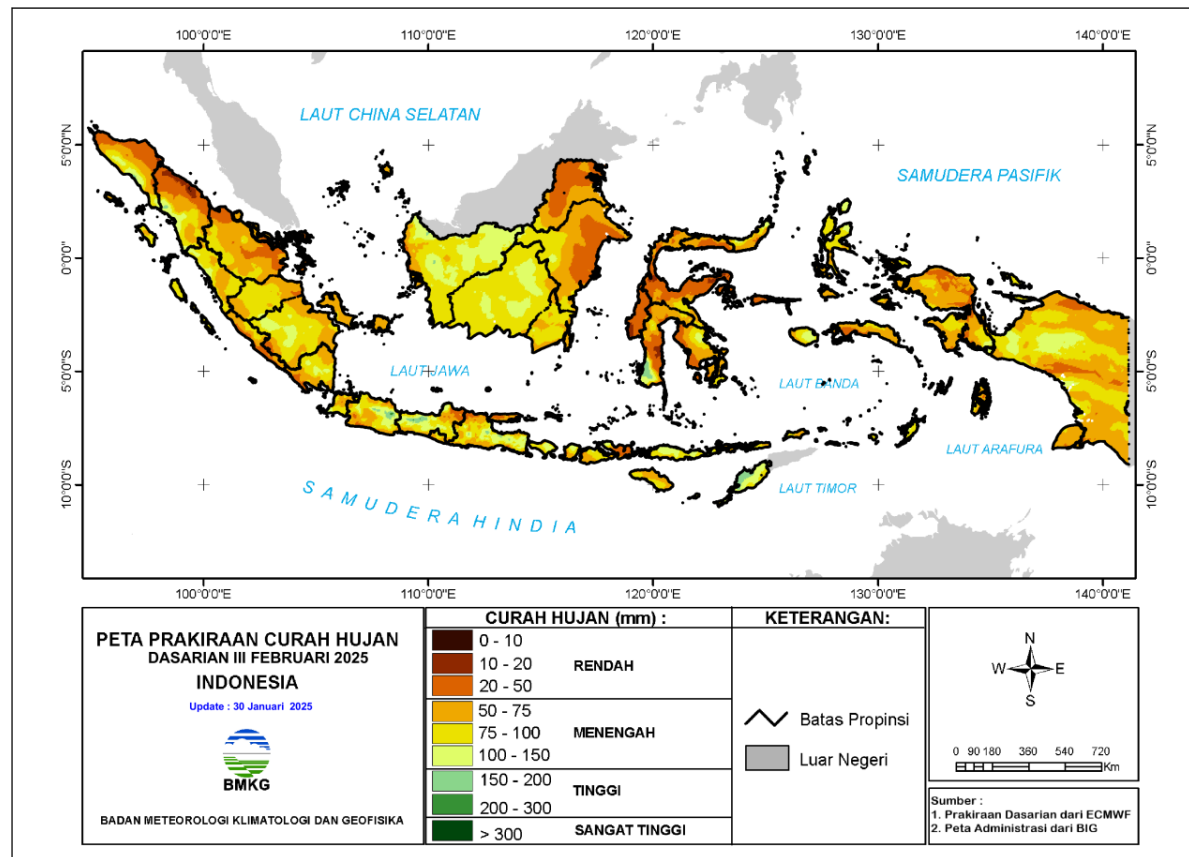 100°0'0"E 110°0'0"E 120°0'0"E 130°0'0"E 140°0'0"E
5°0'0"N 5°0'0"N
0°0'0" 0°0'0"
5°0'0"S 5°0'0"S
10°0'0"S 10°0'0"S
LAUT CHINA SELATAN
SAMUDERA PASIFIK
LAUT JAWA
LAUT BANDA
LAUT ARAFURA
LAUT TIMOR
SAMUDERA HINDIA
100°0'0"E 110°0'0"E 120°0'0"E 130°0'0"E 140°0'0"E
PETA PRAKIRAAN CURAH HUJAN
DASARIAN III FEBRUARI 2025
INDONESIA
Update : 30 Januari 2025
BMKG
BADAN METEOROLOGI KLIMATOLOGI DAN GEOFISIKA
CURAH HUJAN (mm) :
0 - 10
10 - 20
20 - 50
RENDAH
50 - 75
75 - 100
100 - 150
MENENGAH
150 - 200
200 - 300
TINGGI
> 300
SANGAT TINGGI
KETERANGAN:
Batas Propinsi
Luar Negeri
N
W E
S
0 90 180 360 540 720
Km
Sumber :
1. Prakiraan Dasarian dari ECMWF
2. Peta Administrasi dari BIG